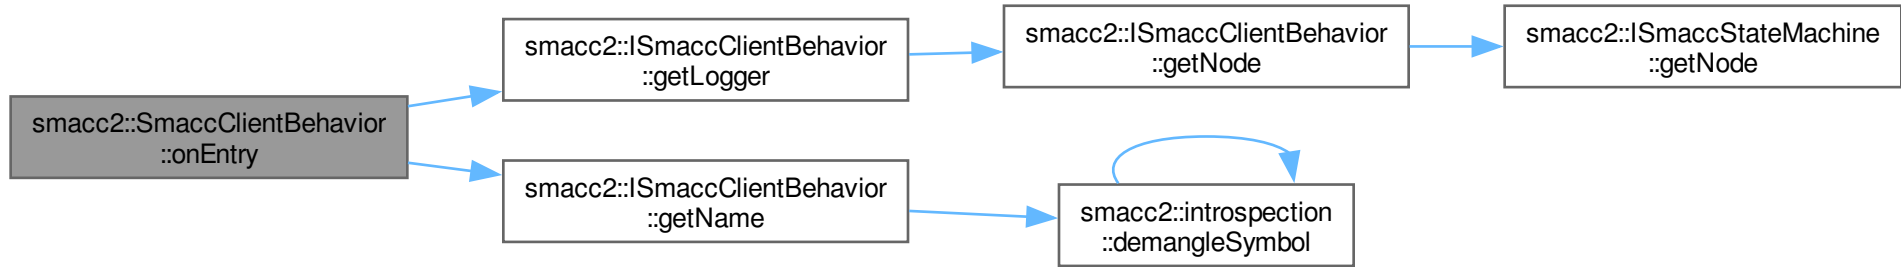 smacc2::SmaccClientBehavior
::onEntry
smacc2::ISmaccClientBehavior
::getLogger
smacc2::ISmaccClientBehavior
::getNode
smacc2::ISmaccStateMachine
::getNode
smacc2::ISmaccClientBehavior
::getName
smacc2::introspection
::demangleSymbol